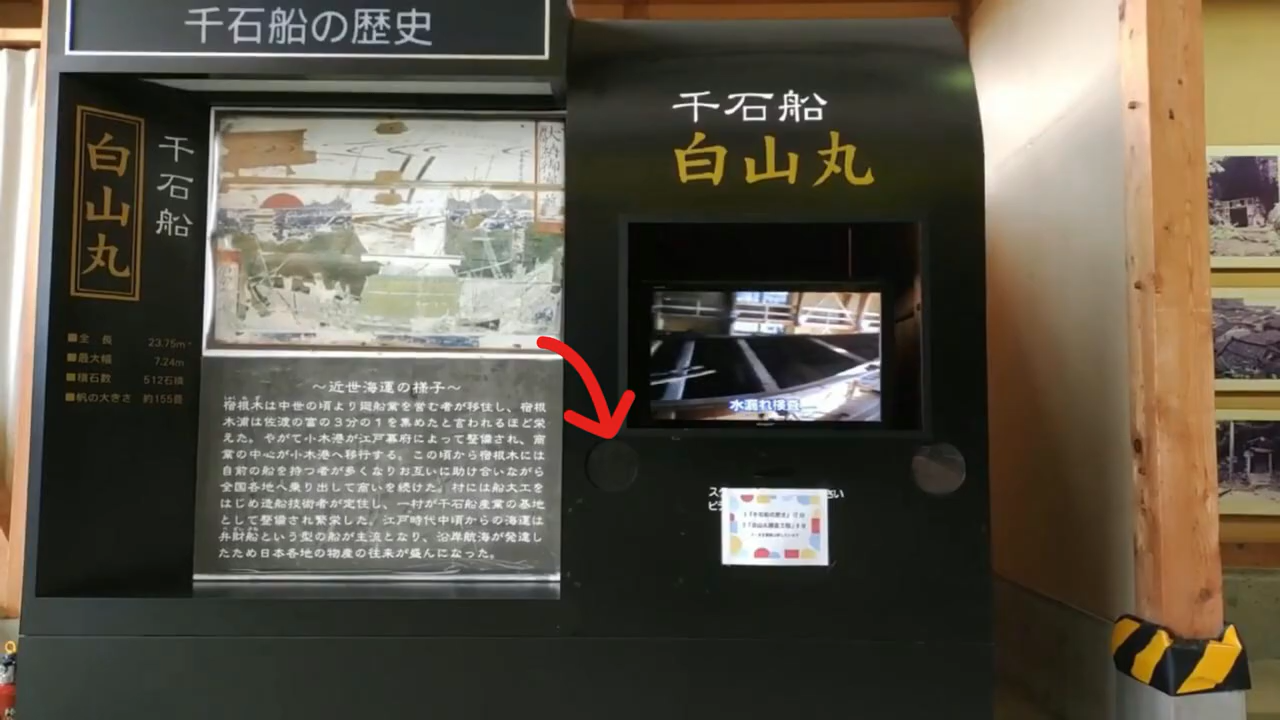 千石船の歴史
千石船
白山丸
■全長 23.75m
■最大幅 7.24m
■積石数 512石積
■帆の大きさ 約155畳
～近世海運の様子～
宿根木は中世の頃より廻船業を営む者が移住し、宿根
木浦は佐渡の富の３分の１を集めたと言われるほど栄
えた。やがて小木港が江戸幕府によって整備され、商
業の中心が小木港へ移行する。この頃から宿根木には
自前の船を持つ者が多くなりお互いに助け合いながら
全国各地へ乗り出して商いを続けた。村には船大工を
はじめ造船技術者が定住し、一村が千石船産業の基地
として整備され繁栄した。江戸時代中頃からの海運は
弁財船という型の船が主流となり、沿岸航海が発達し
たため日本各地の物産の往来が盛んになった。
千石船
白山丸
水漏れ検査